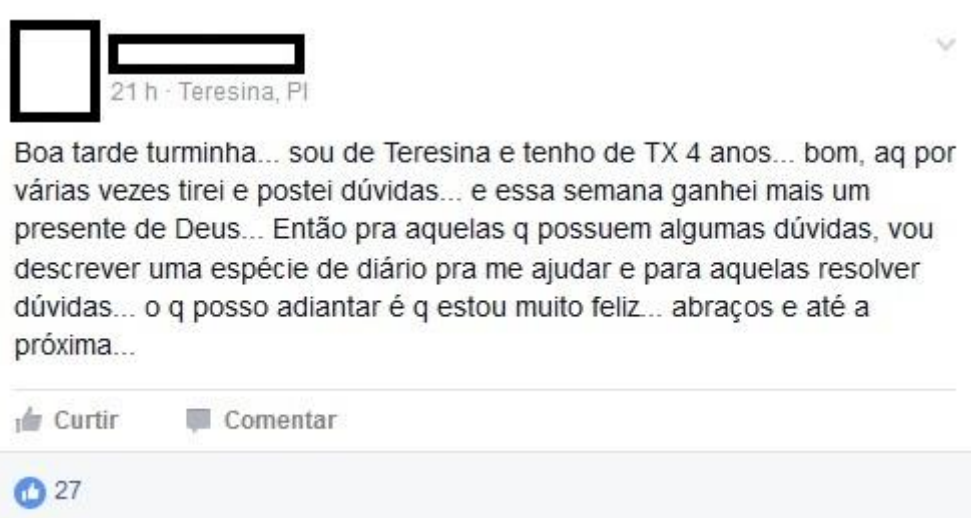 21 h · Teresina, PI
Boa tarde turminha... sou de Teresina e tenho de TX 4 anos... bom, aq por
várias vezes tirei e postei dúvidas... e essa semana ganhei mais um
presente de Deus... Então pra aquelas q possuem algumas dúvidas, vou
descrever uma espécie de diário pra me ajudar e para aquelas resolver
dúvidas... o q posso adiantar é q estou muito feliz... abraços e até a
próxima...
Curtir Comentar
27